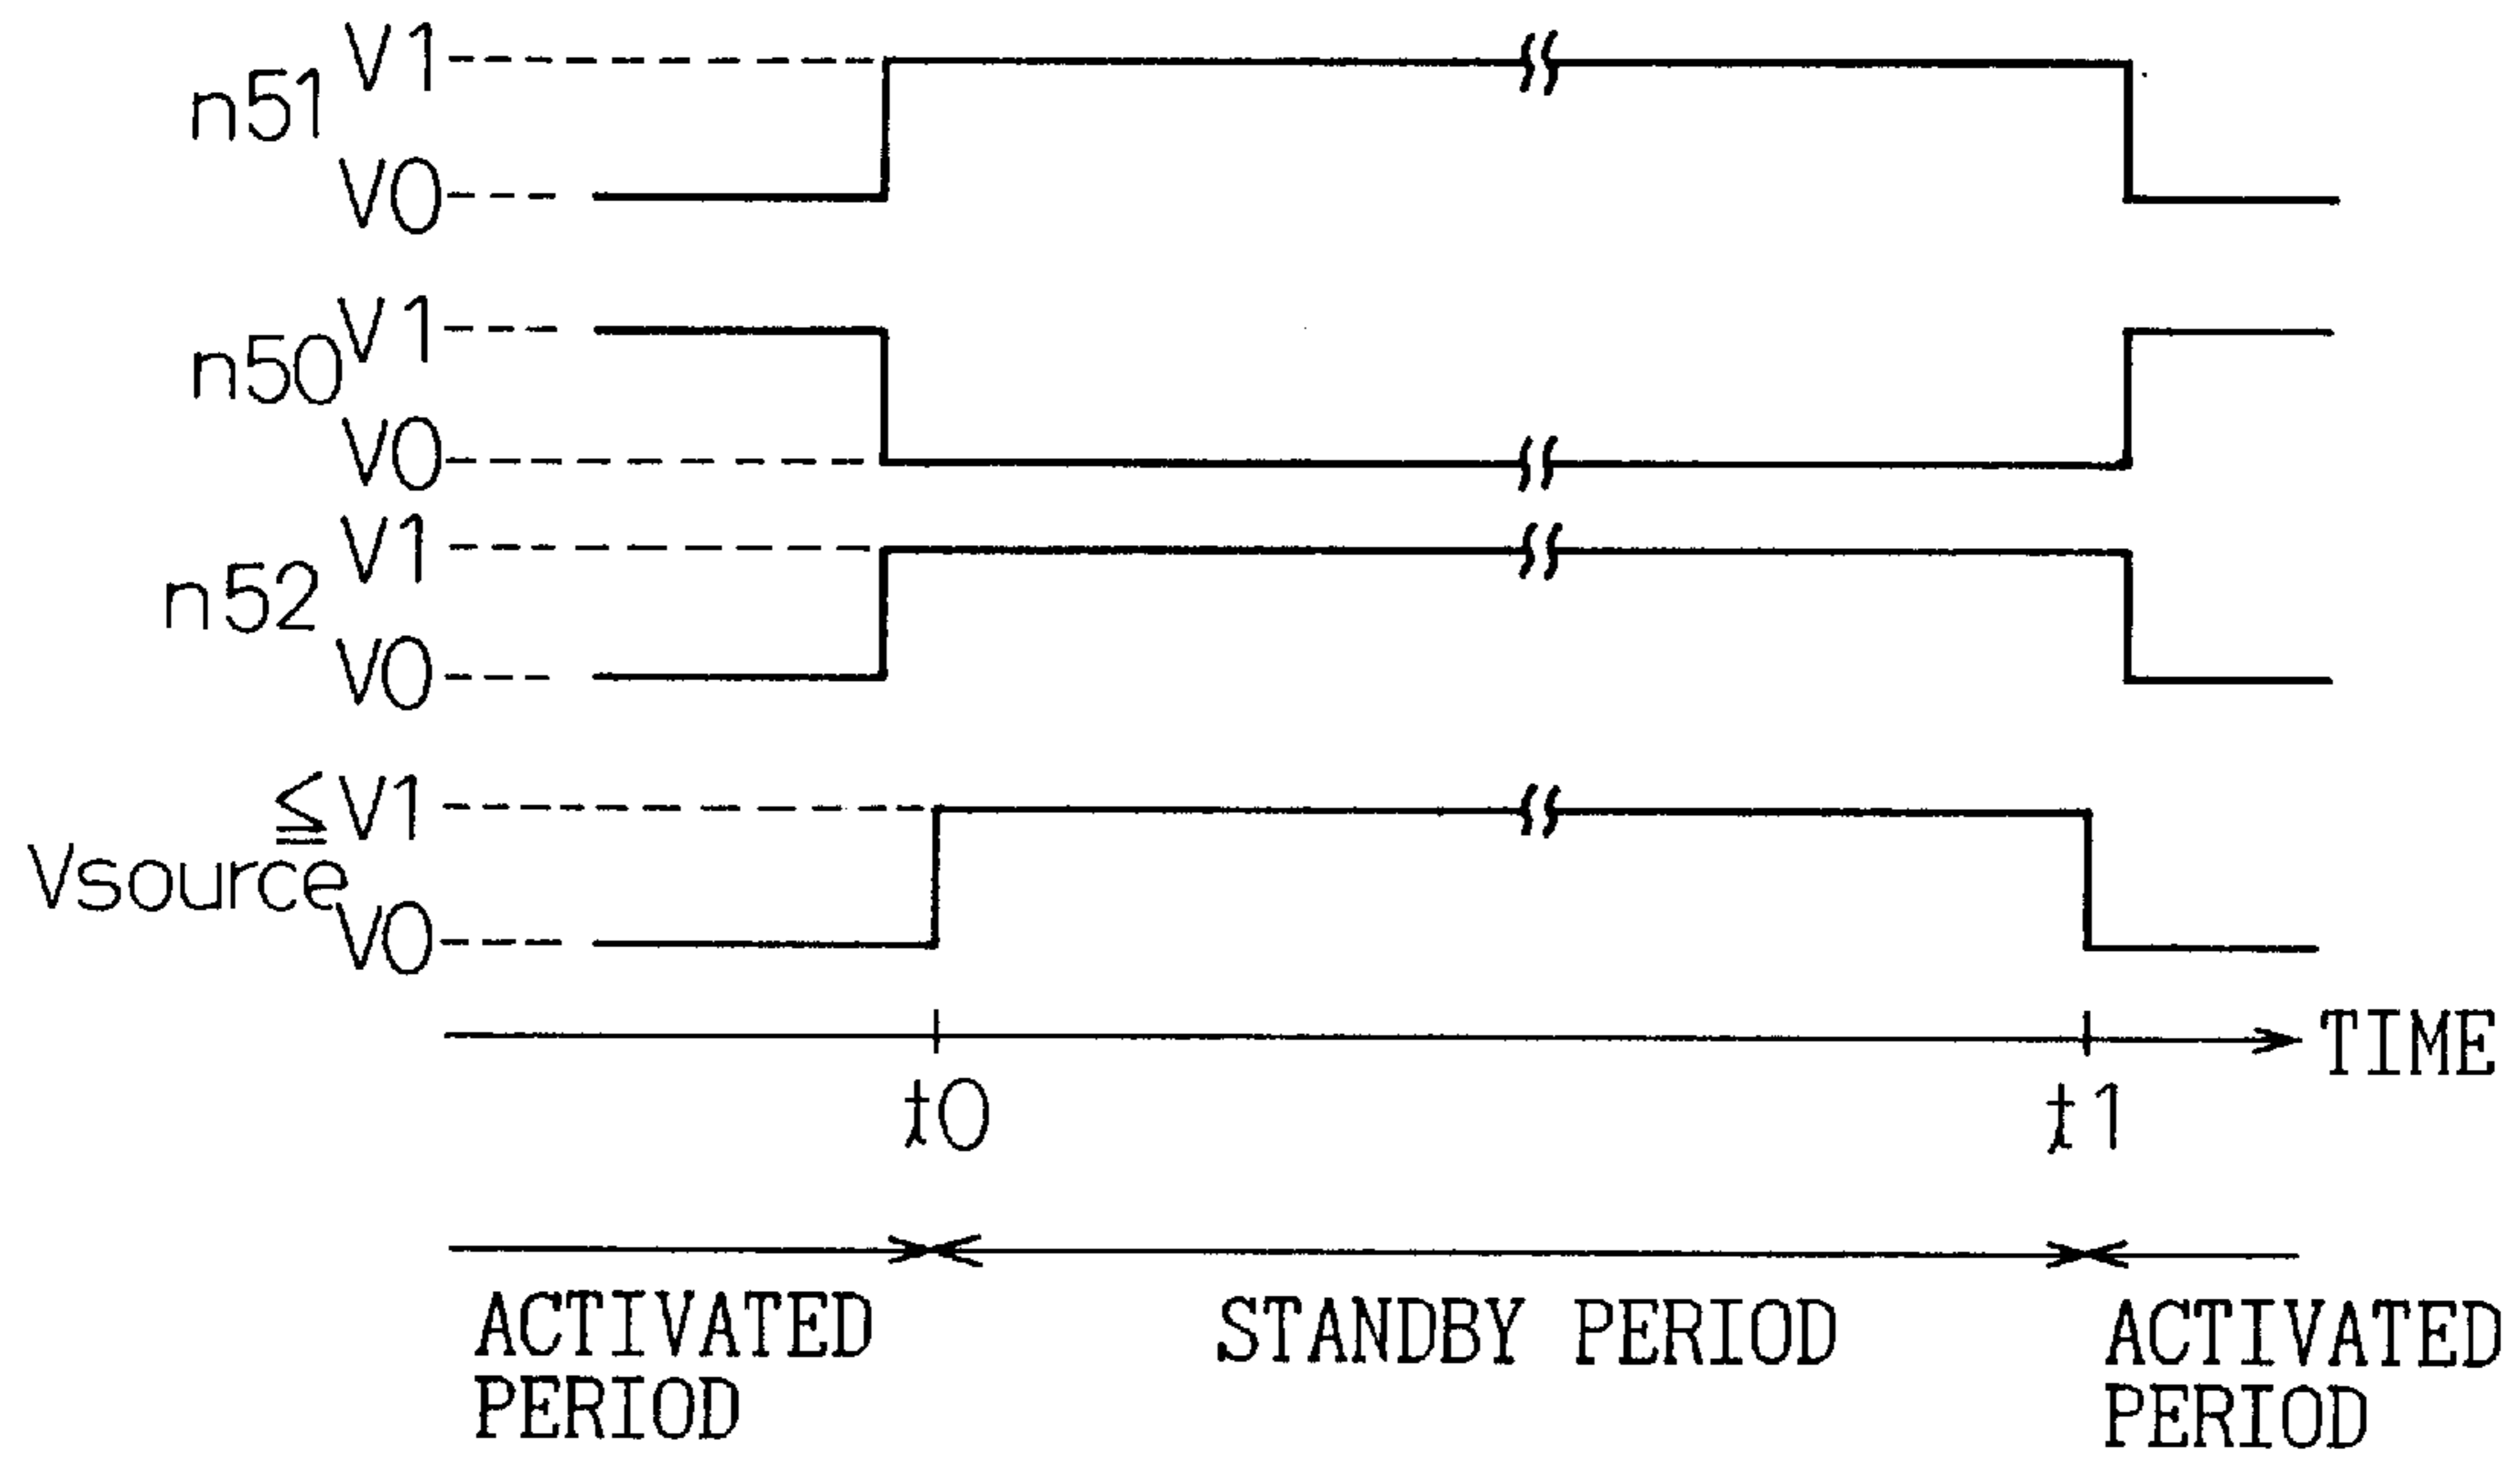 V1
n51
V0
V1
n50
V0
V1
n52
V0
≦V1
Vsource
V0
TIME
t0
t1
ACTIVATED PERIOD
STANDBY PERIOD
ACTIVATED PERIOD